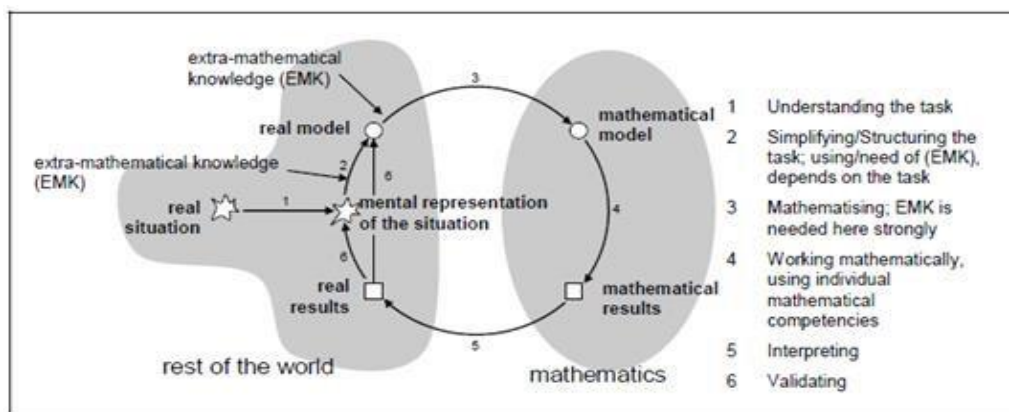 extra-mathematical
knowledge (EMK)
3
real model
mathematical
model
extra-mathematical knowledge
(EMK)
2
6
real
situation
1
mental representation
of the situation
4
6
real
results
mathematical
results
5
rest of the world
mathematics
1 Understanding the task
2 Simplifying/Structuring the
task; using/need of (EMK),
depends on the task
3 Mathematising; EMK is
needed here strongly
4 Working mathematically,
using individual
mathematical
competencies
5 Interpreting
6 Validating